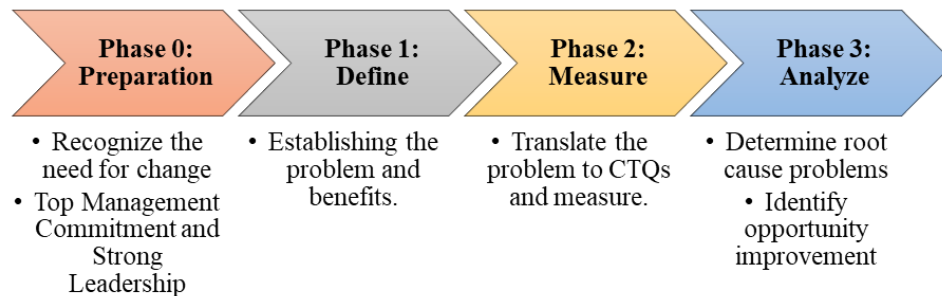 Phase 0:
Preparation
• Recognize the
need for change
• Top Management
Commitment and
Strong
Leadership
Phase 1:
Define
• Establishing the
problem and
benefits.
Phase 2:
Measure
• Translate the
problem to CTQs
and measure.
Phase 3:
Analyze
• Determine root
cause problems
• Identify
opportunity
improvement